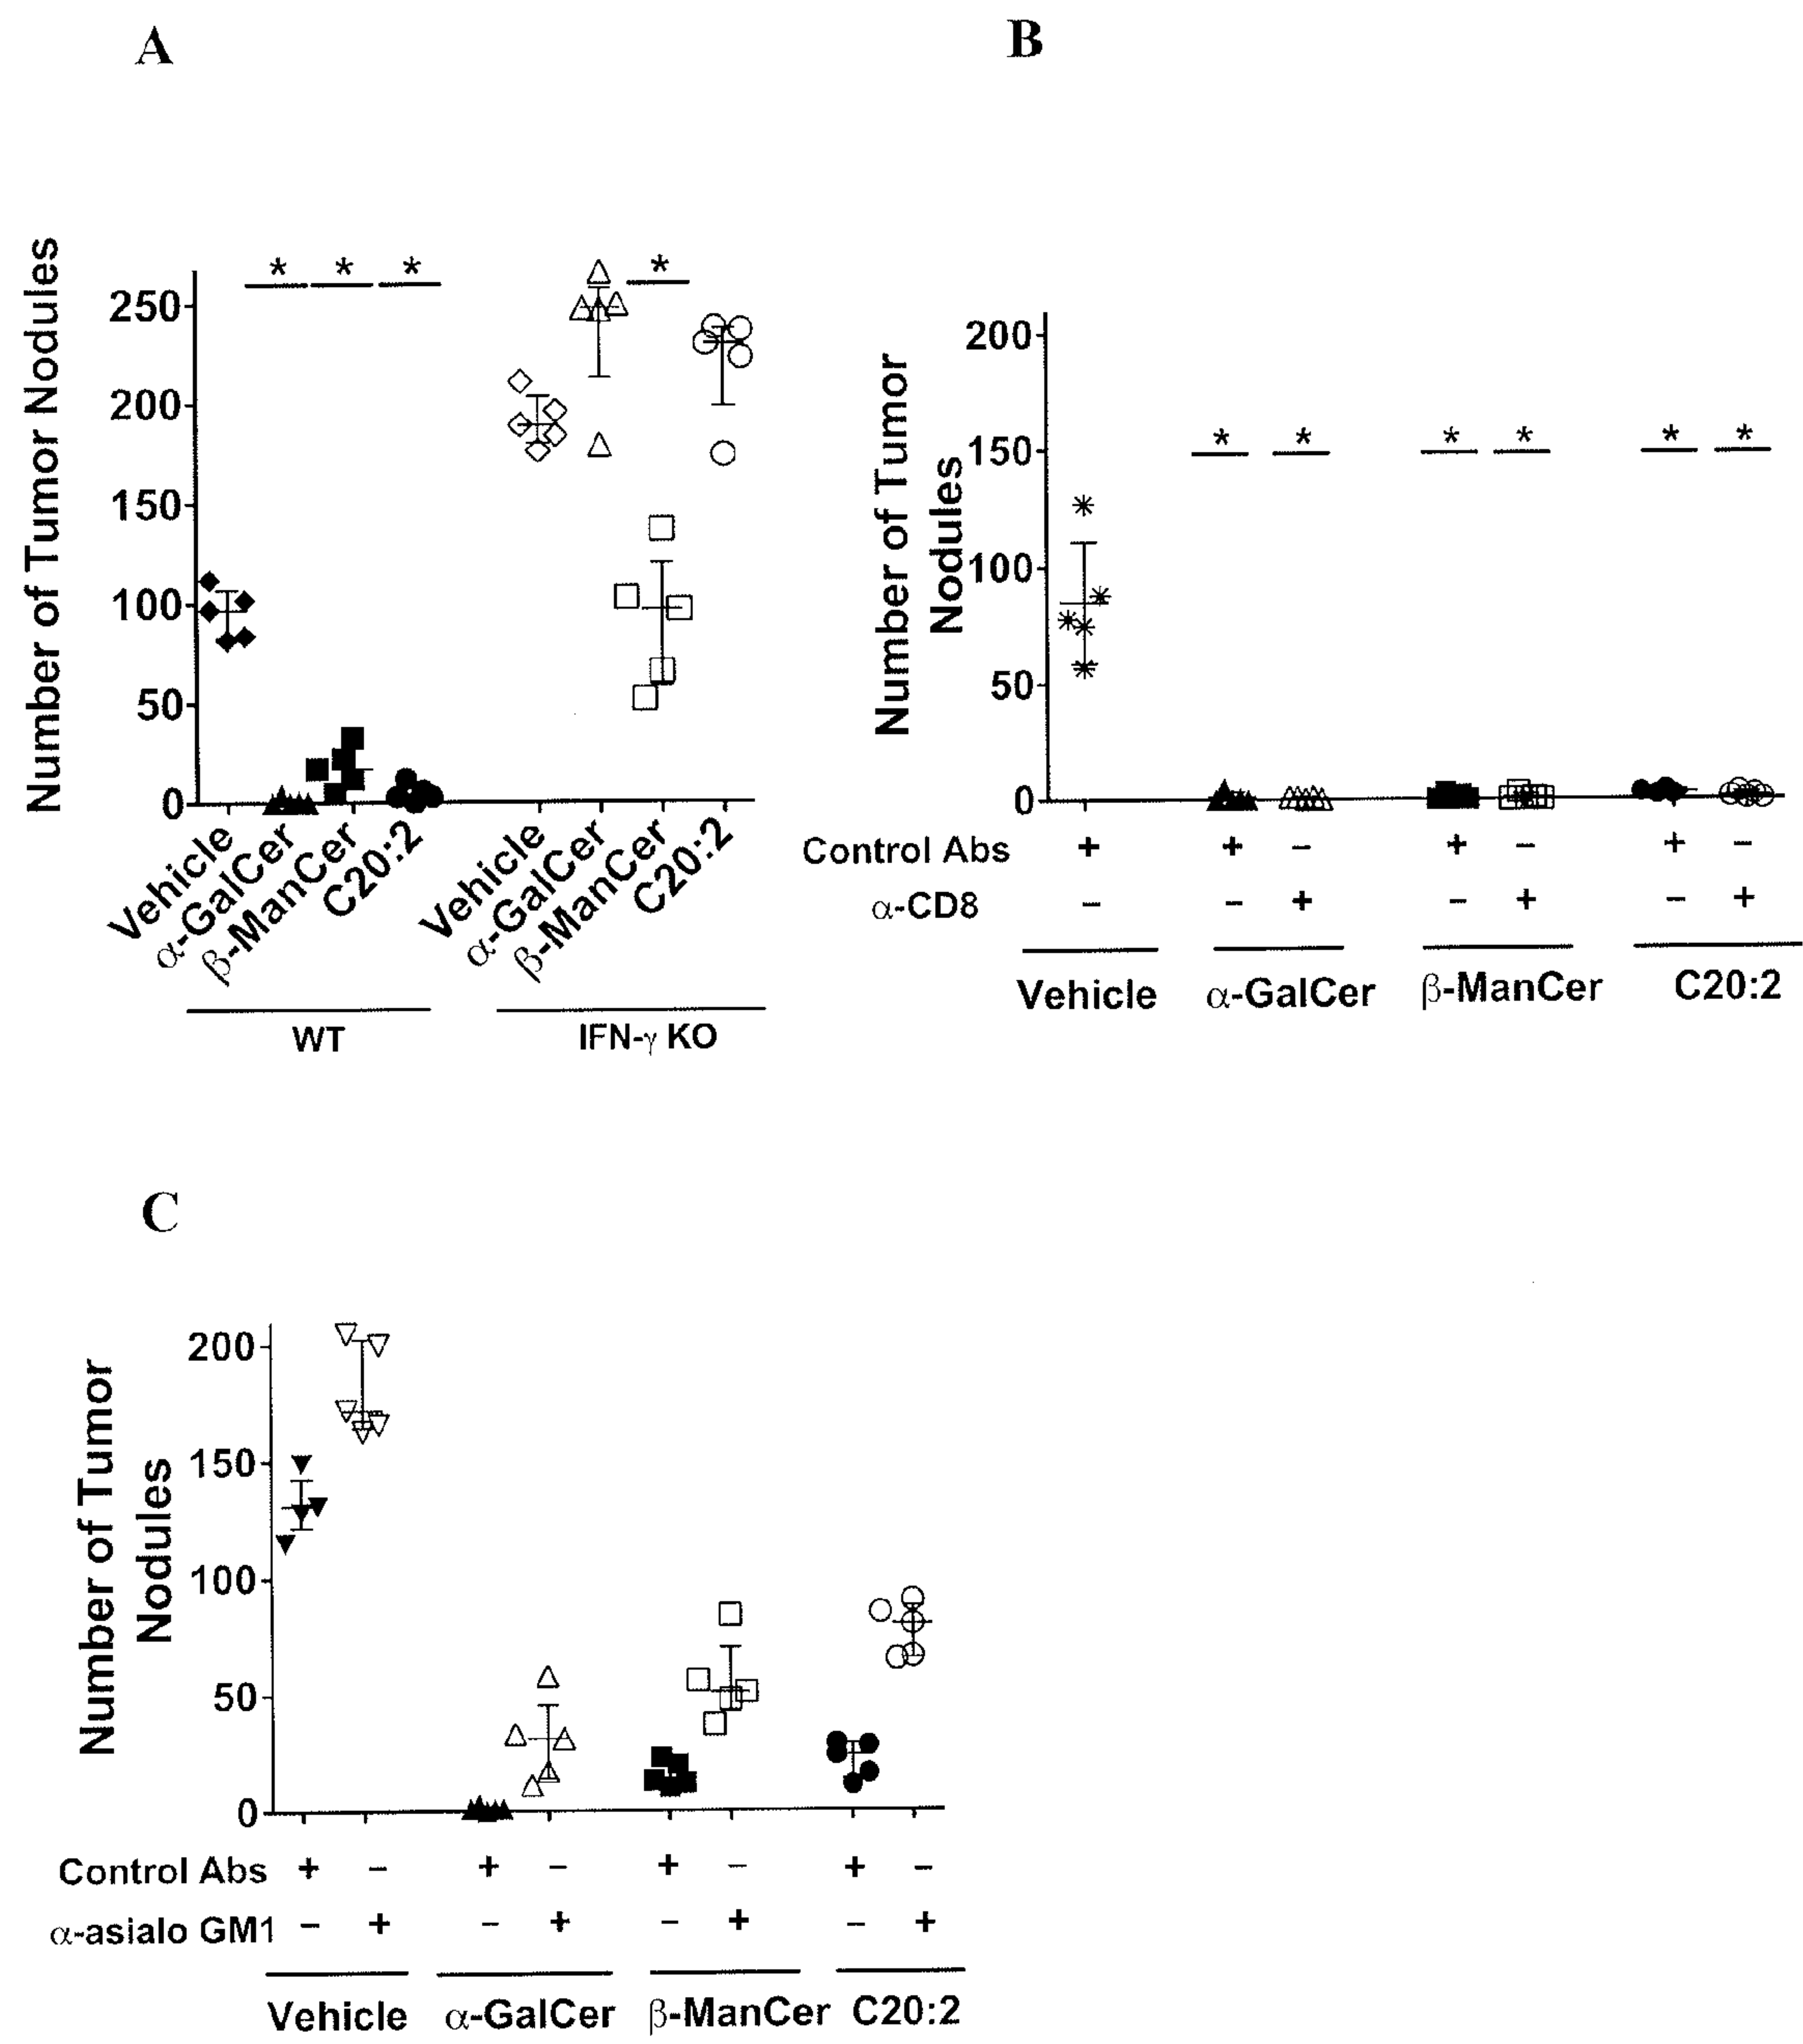 A
Number of Tumor Nodules
250
200
150
100
50
0
* * *
*
Vehicle
α-GalCer
β-ManCer
C20:2
Vehicle
α-GalCer
β-ManCer
C20:2
WT
IFN-γ KO
B
Number of Tumor
Nodules
200
150
100
50
0
* * * * * *
Control Abs + + – + – + –
α-CD8 – – + – + – +
Vehicle α-GalCer β-ManCer C20:2
C
Number of Tumor
Nodules
200
150
100
50
0
Control Abs + – + – + – + –
α-asialo GM1 – + – + – + – +
Vehicle α-GalCer β-ManCer C20:2